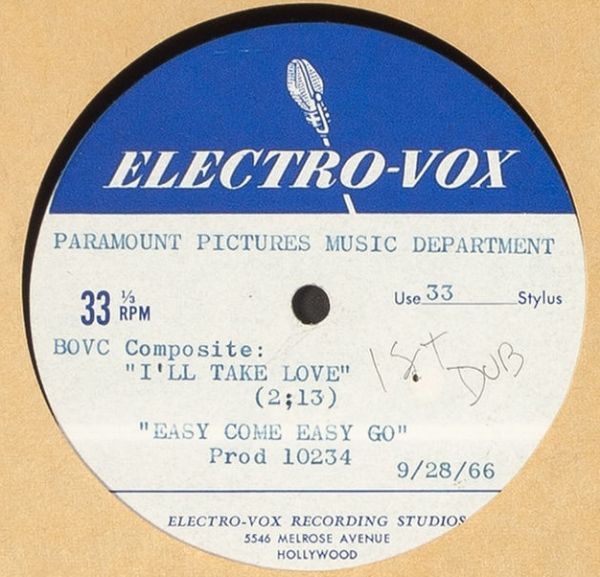 ELECTRO-VOX
PARAMOUNT PICTURES MUSIC DEPARTMENT
33 ⅓ RPM
Use 33 Stylus
BOVC Composite:
"I'LL TAKE LOVE"
(2;13)
1st DUB
"EASY COME EASY GO"
Prod 10234
9/28/66
ELECTRO-VOX RECORDING STUDIOS
5546 MELROSE AVENUE
HOLLYWOOD